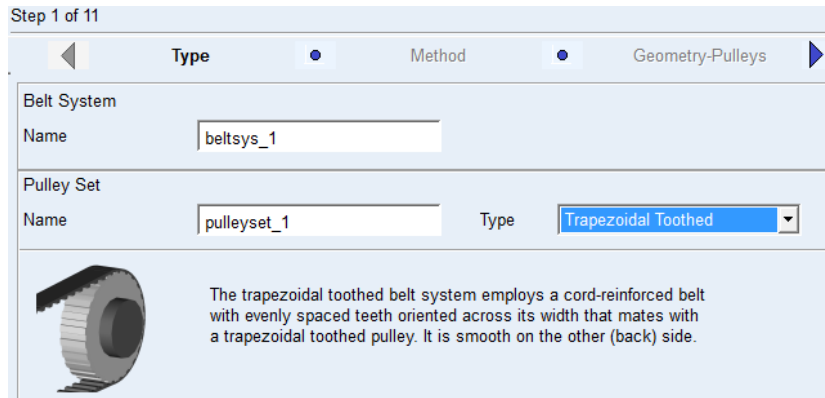 Step 1 of 11
Type Method Geometry-Pulleys
Belt System
Name beltsys_1
Pulley Set
Name pulleyset_1 Type Trapezoidal Toothed
The trapezoidal toothed belt system employs a cord-reinforced belt
with evenly spaced teeth oriented across its width that mates with
a trapezoidal toothed pulley. It is smooth on the other (back) side.